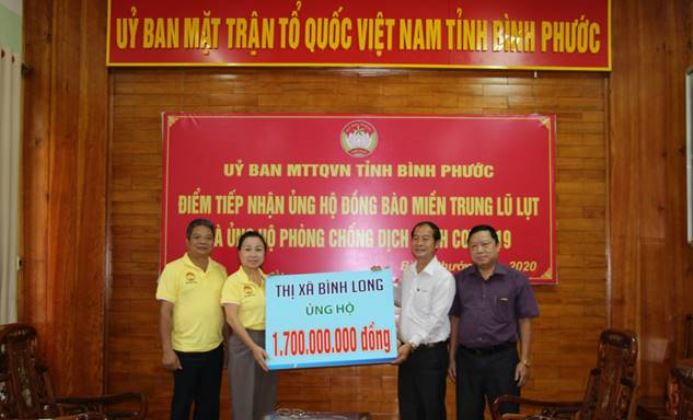 ỦY BAN MẶT TRẬN TỔ QUỐC VIỆT NAM TỈNH BÌNH PHƯỚC
ỦY BAN MTTQVN TỈNH BÌNH PHƯỚC
ĐIỂM TIẾP NHẬN ỦNG HỘ ĐỒNG BÀO MIỀN TRUNG LŨ LỤT
ỦNG HỘ PHÒNG CHỐNG DỊCH
2020
THỊ XÃ BÌNH LONG
ỦNG HỘ
1.700.000.000 đồng